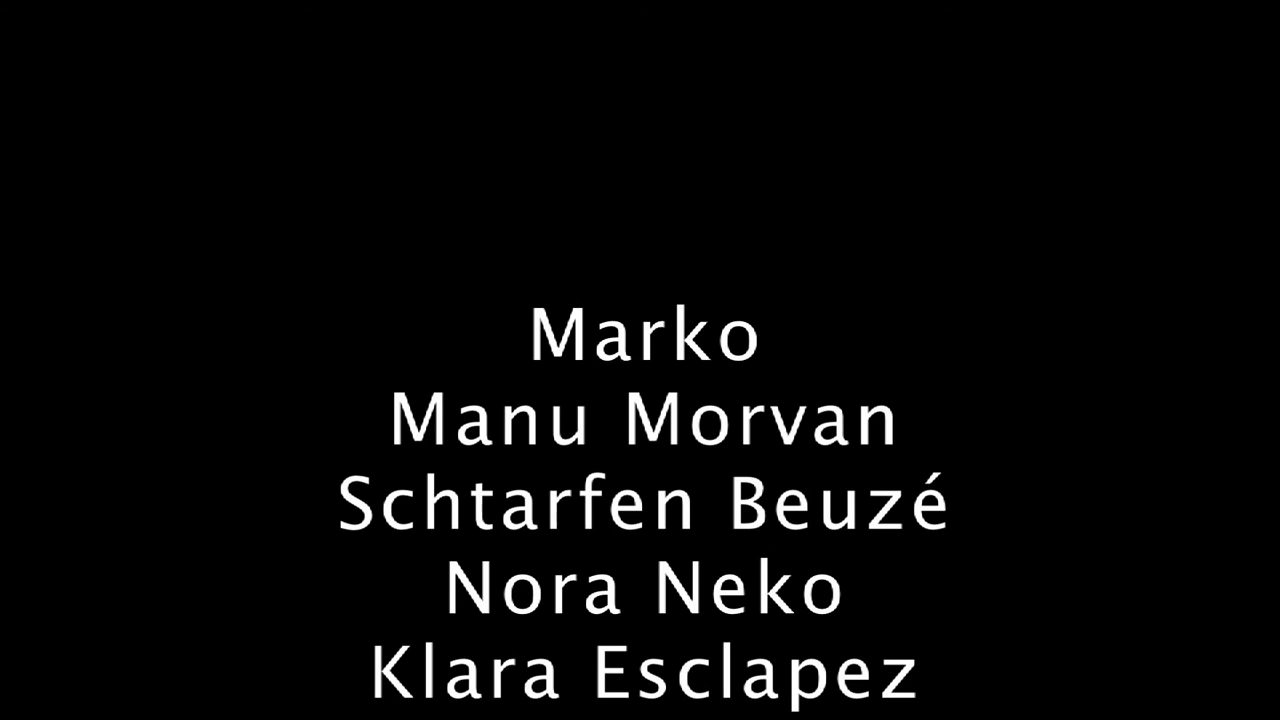 Marko
Manu Morvan
Schtarfen Beuzé
Nora Neko
Klara Esclapez